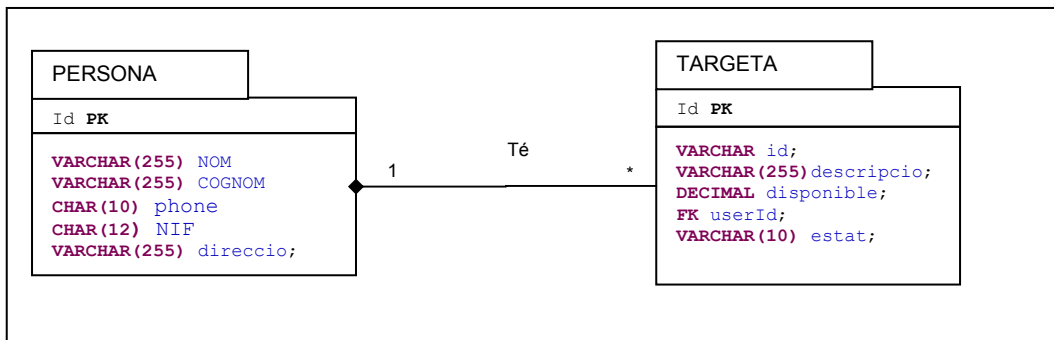 PERSONA
Id PK
VARCHAR(255) NOM
VARCHAR(255) COGNOM
CHAR(10) phone
CHAR(12) NIF
VARCHAR(255) direccio;
1
Té
*
TARGETA
Id PK
VARCHAR id;
VARCHAR(255)descripcio;
DECIMAL disponible;
FK userId;
VARCHAR(10) estat;